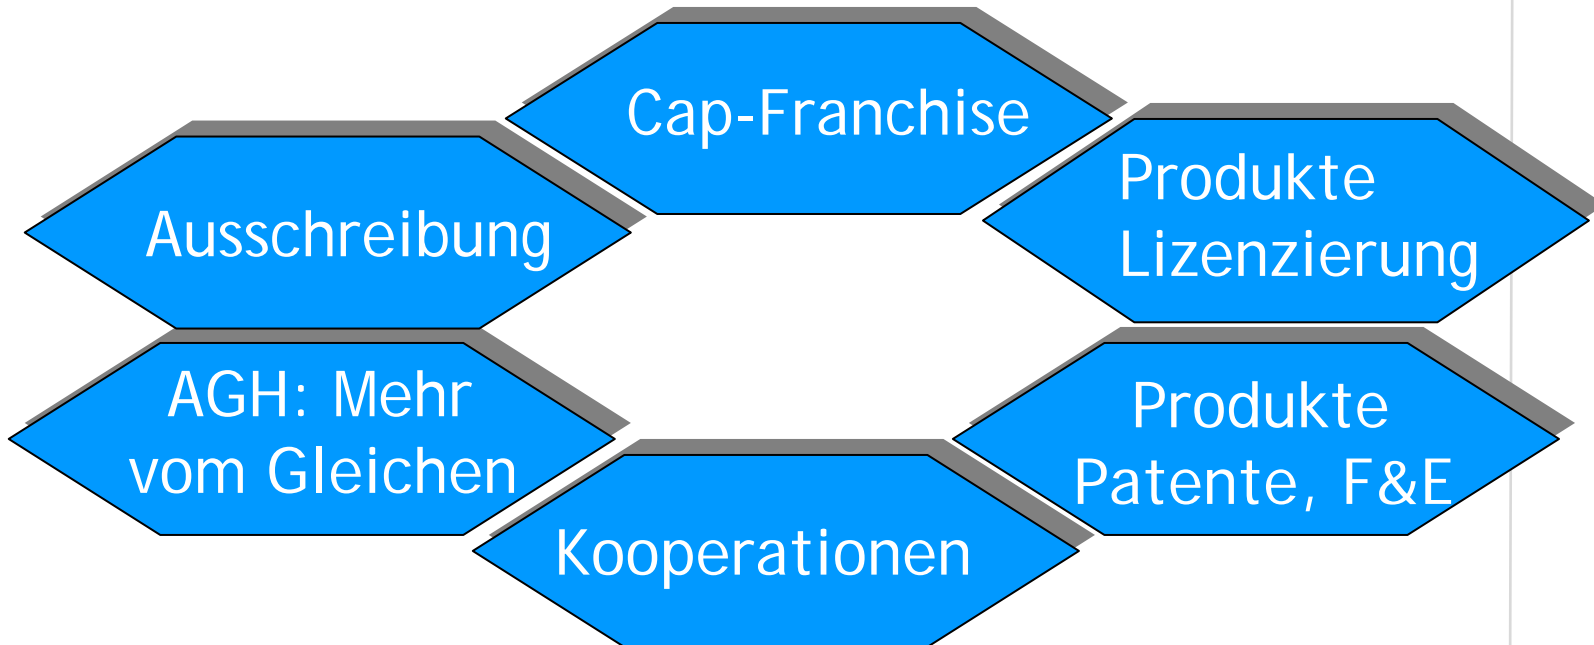 Cap-Franchise
Ausschreibung
Produkte
Lizenzierung
AGH: Mehr
vom Gleichen
Produkte
Patente, F&E
Kooperationen